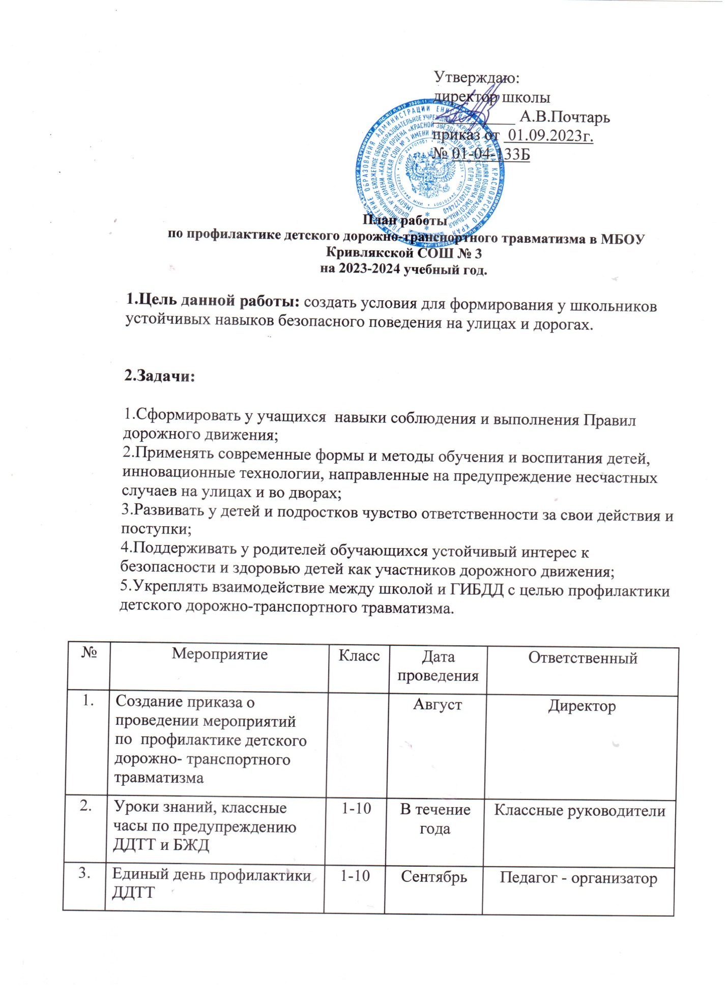 Утверждаю:
директор школы
__________ А.В.Почтарь
приказ от 01.09.2023г.
№ 01-04-133Б
План работы
по профилактике детского дорожно-транспортного травматизма в МБОУ
Кривлякской СОШ № 3
на 2023-2024 учебный год.
1.Цель данной работы: создать условия для формирования у школьников
устойчивых навыков безопасного поведения на улицах и дорогах.
2.Задачи:
1.Сформировать у учащихся навыки соблюдения и выполнения Правил
дорожного движения;
2.Применять современные формы и методы обучения и воспитания детей,
инновационные технологии, направленные на предупреждение несчастных
случаев на улицах и во дворах;
3.Развивать у детей и подростков чувство ответственности за свои действия и
поступки;
4.Поддерживать у родителей обучающихся устойчивый интерес к
безопасности и здоровью детей как участников дорожного движения;
5.Укреплять взаимодействие между школой и ГИБДД с целью профилактики
детского дорожно-транспортного травматизма.
№ Мероприятие Класс Дата Ответственный
проведения
1. Создание приказа о Август Директор
проведении мероприятий
по профилактике детского
дорожно- транспортного
травматизма
2. Уроки знаний, классные 1-10 В течение Классные руководители
часы по предупреждению года
ДДТТ и БЖД
3. Единый день профилактики 1-10 Сентябрь Педагог - организатор
ДДТТ